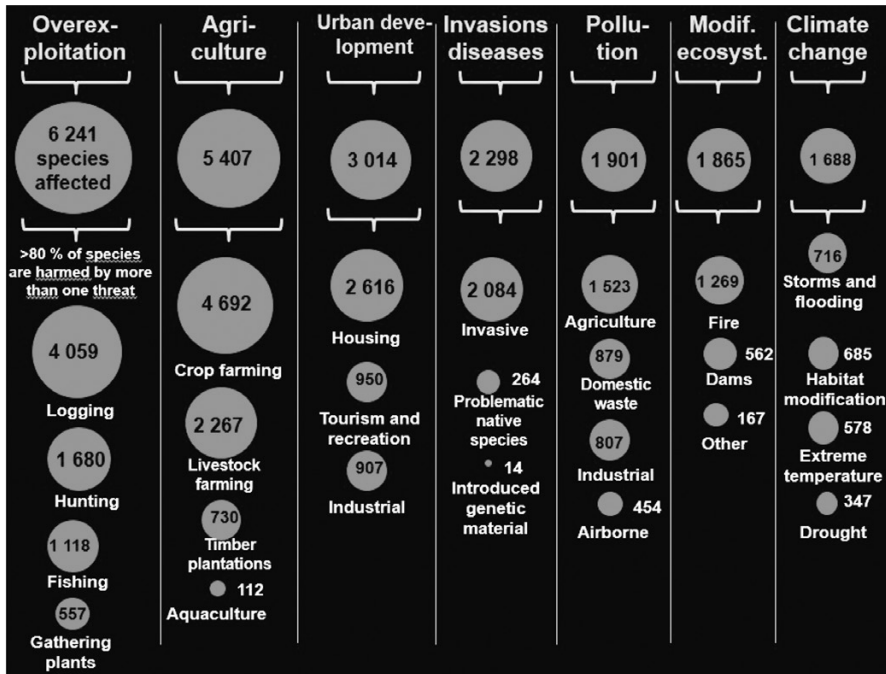 Overex-
ploitation
6 241
species
affected
>80 % of species
are harmed by more
than one threat
4 059
Logging
1 680
Hunting
1 118
Fishing
557
Gathering
plants
Agri-
culture
5 407
4 692
Crop farming
2 267
Livestock
farming
730
Timber
plantations
112
Aquaculture
Urban deve-
lopment
3 014
2 616
Housing
950
Tourism and
recreation
907
Industrial
Invasions
diseases
2 298
2 084
Invasive
264
Problematic
native
species
14
Introduced
genetic
material
Pollu-
tion
1 901
1 523
Agriculture
879
Domestic
waste
807
Industrial
454
Airborne
Modif.
ecosyst.
1 865
1 269
Fire
562
Dams
167
Other
Climate
change
1 688
716
Storms and
flooding
685
Habitat
modification
578
Extreme
temperature
347
Drought